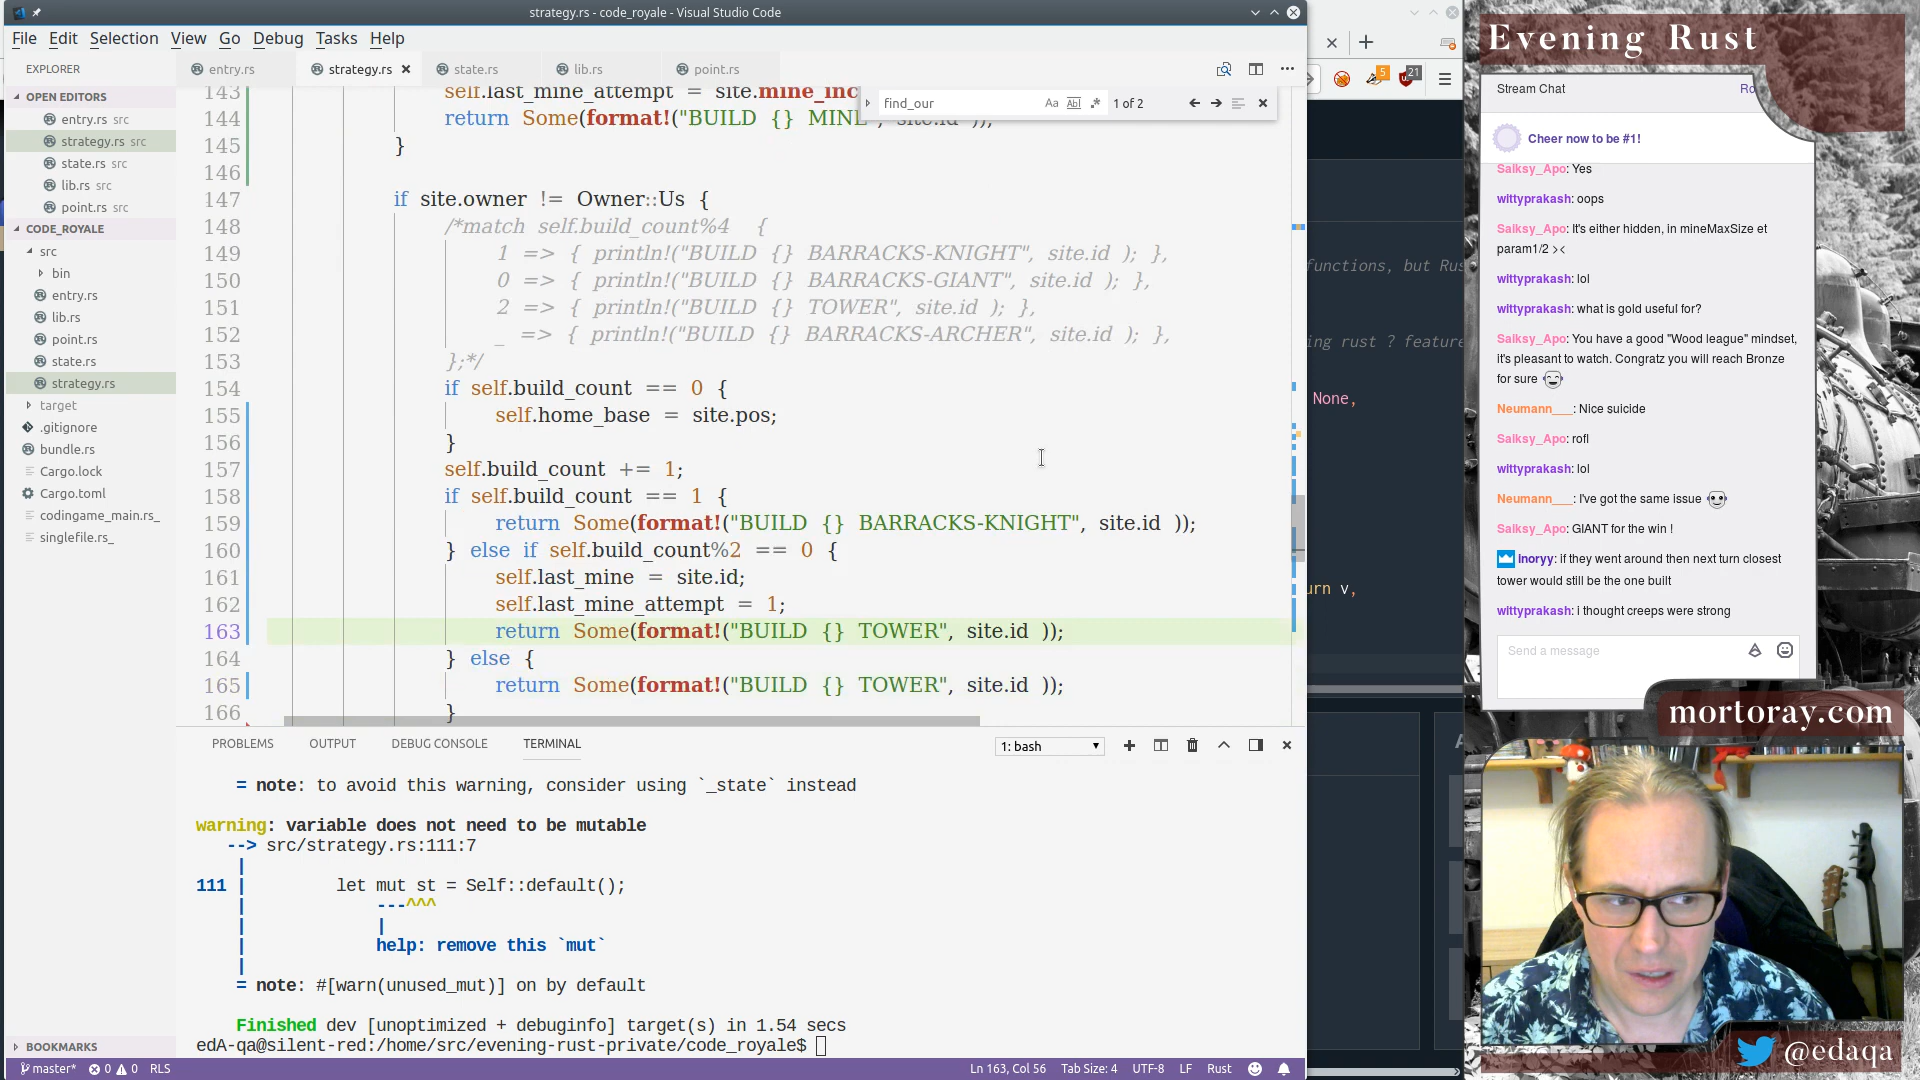 strategy.rs - code_royale - Visual Studio Code
File Edit Selection View Go Debug Tasks Help
EXPLORER
OPEN EDITORS
entry.rs src
strategy.rs src
state.rs src
lib.rs src
point.rs src
CODE_ROYALE
src
bin
entry.rs
lib.rs
point.rs
state.rs
strategy.rs
target
.gitignore
bundle.rs
Cargo.lock
Cargo.toml
codingame_main.rs_
singlefile.rs_
BOOKMARKS
entry.rs strategy.rs state.rs lib.rs point.rs
find_our Aa Abl .* 1 of 2
143 self.last_mine_attempt = site.mine_inc
144 return Some(format!("BUILD {} MINE", site.id ));
145 }
146
147 if site.owner != Owner::Us {
148 /*match self.build_count%4 {
149 1 => { println!("BUILD {} BARRACKS-KNIGHT", site.id ); },
150 0 => { println!("BUILD {} BARRACKS-GIANT", site.id ); },
151 2 => { println!("BUILD {} TOWER", site.id ); },
152 _ => { println!("BUILD {} BARRACKS-ARCHER", site.id ); },
153 };*/
154 if self.build_count == 0 {
155 self.home_base = site.pos;
156 }
157 self.build_count += 1;
158 if self.build_count == 1 {
159 return Some(format!("BUILD {} BARRACKS-KNIGHT", site.id ));
160 } else if self.build_count%2 == 0 {
161 self.last_mine = site.id;
162 self.last_mine_attempt = 1;
163 return Some(format!("BUILD {} TOWER", site.id ));
164 } else {
165 return Some(format!("BUILD {} TOWER", site.id ));
166 }
PROBLEMS OUTPUT DEBUG CONSOLE TERMINAL
1: bash
= note: to avoid this warning, consider using `_state` instead
warning: variable does not need to be mutable
--> src/strategy.rs:111:7
|
111 | let mut st = Self::default();
| ---^^^
| |
| help: remove this `mut`
|
= note: #[warn(unused_mut)] on by default
Finished dev [unoptimized + debuginfo] target(s) in 1.54 secs
edA-qa@silent-red:/home/src/evening-rust-private/code_royale$
master* 0 0 RLS
Ln 163, Col 56 Tab Size: 4 UTF-8 LF Rust
5 21
functions, but Rus
ing rust ? feature
None,
urn v,
Evening Rust
Stream Chat
Cheer now to be #1!
Salksy_Apo: Yes
wittyprakash: oops
Salksy_Apo: It's either hidden, in mineMaxSize et
param1/2 ><
wittyprakash: lol
wittyprakash: what is gold useful for?
Salksy_Apo: You have a good "Wood league" mindset,
it's pleasant to watch. Congratz you will reach Bronze
for sure
Neumann___: Nice suicide
Salksy_Apo: rofl
wittyprakash: lol
Neumann___: I've got the same issue
Salksy_Apo: GIANT for the win !
inoryy: if they went around then next turn closest
tower would still be the one built
wittyprakash: i thought creeps were strong
Send a message
mortoray.com
@edaqa